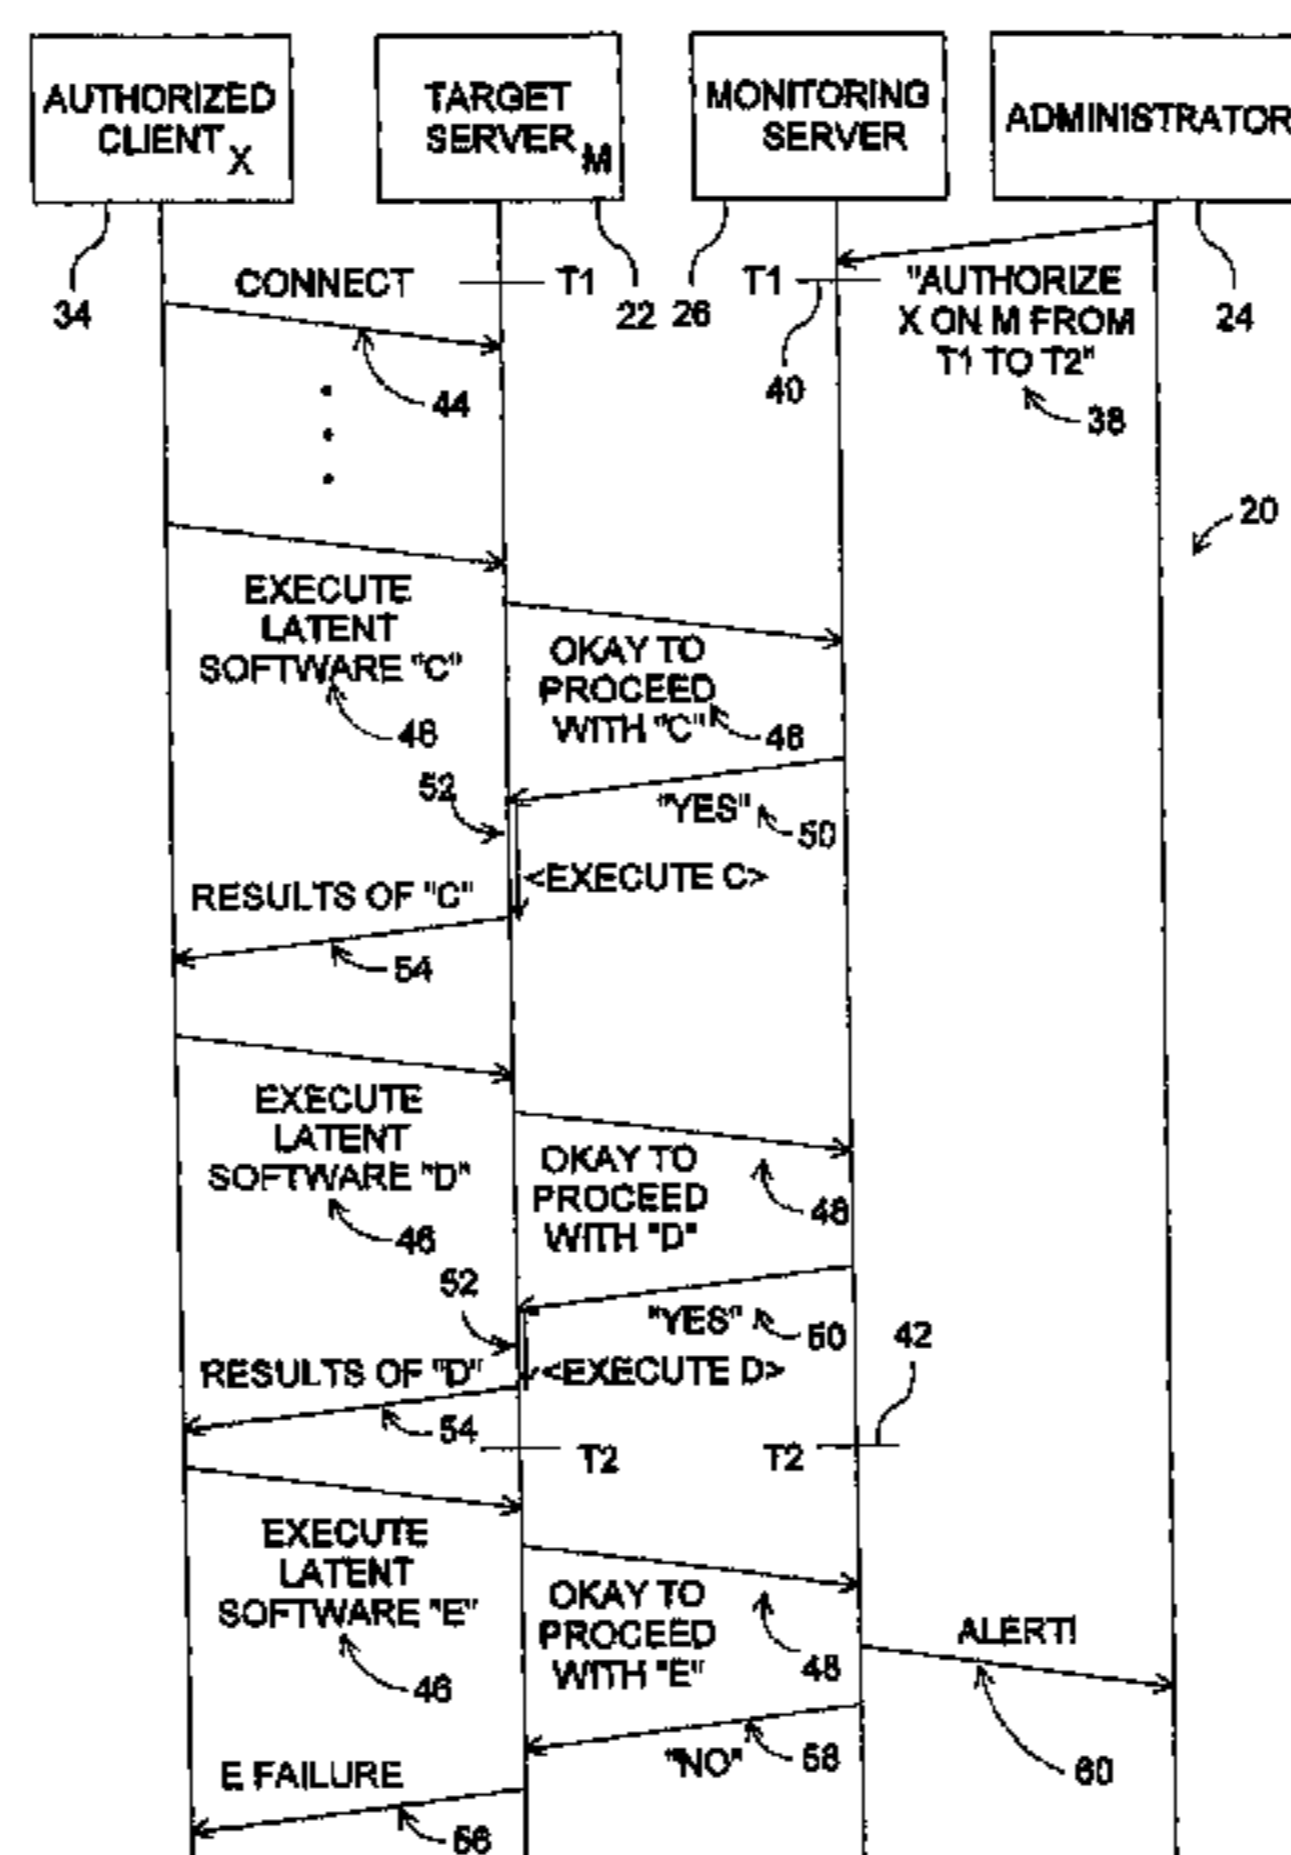 AUTHORIZED
CLIENT X
TARGET
SERVER M
MONITORING
SERVER
ADMINISTRATOR
34
CONNECT
T1
22
26
T1
40
"AUTHORIZE
X ON M FROM
T1 TO T2"
24
38
44
20
EXECUTE
LATENT
SOFTWARE "C"
46
OKAY TO
PROCEED
WITH "C"
48
52
"YES"
50
<EXECUTE C>
RESULTS OF "C"
54
EXECUTE
LATENT
SOFTWARE "D"
46
OKAY TO
PROCEED
WITH "D"
48
52
"YES"
50
42
RESULTS OF "D"
<EXECUTE D>
54
T2
T2
EXECUTE
LATENT
SOFTWARE "E"
46
OKAY TO
PROCEED
WITH "E"
48
ALERT!
60
"NO"
58
E FAILURE
56